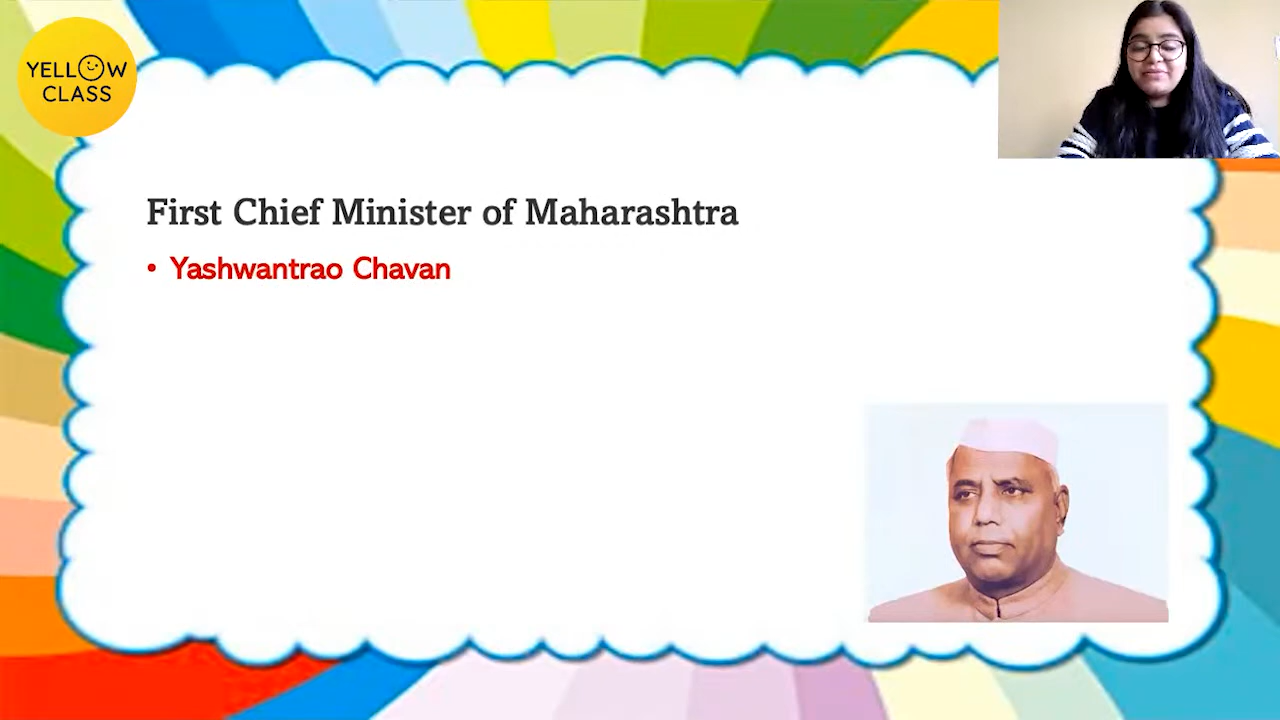 YELLOW
CLASS
First Chief Minister of Maharashtra
• Yashwantrao Chavan